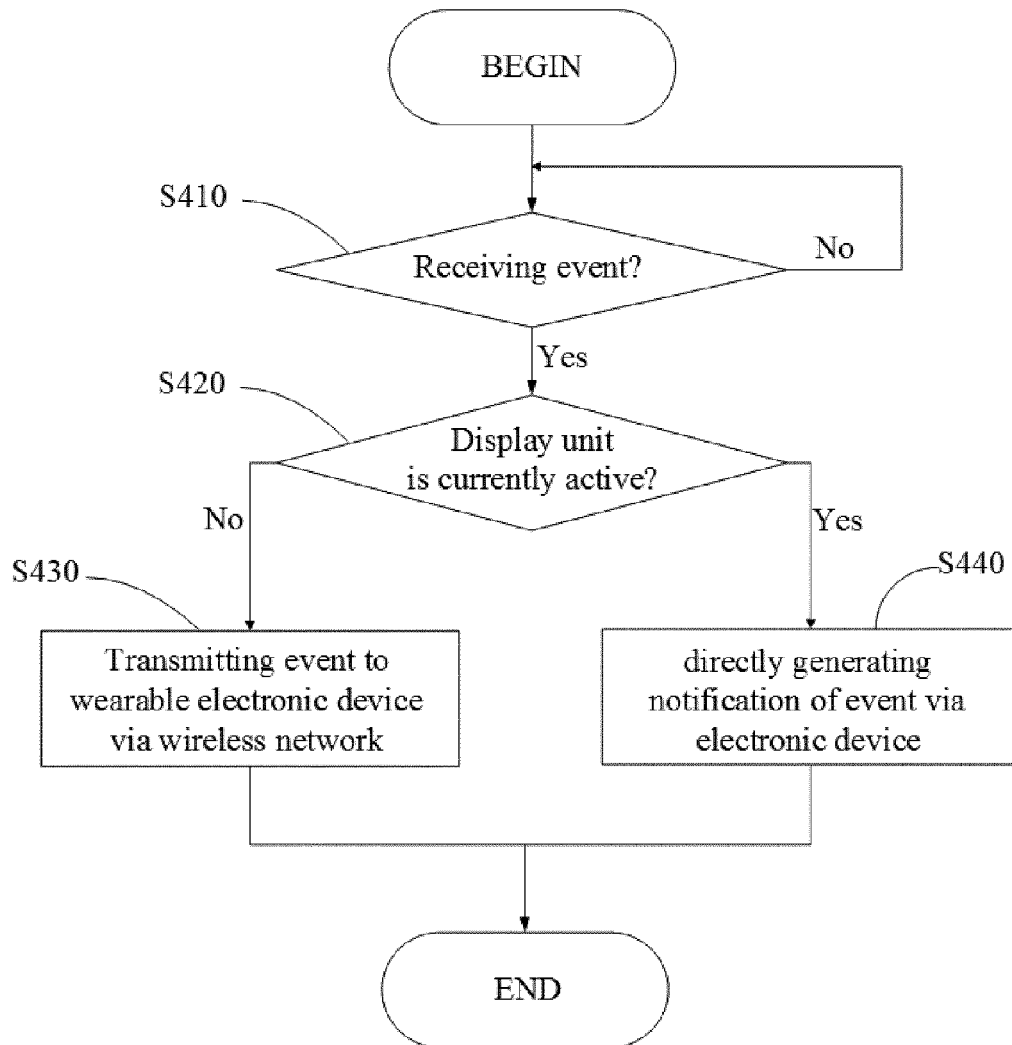 BEGIN
S410
Receiving event?
No
Yes
S420
Display unit
is currently active?
No
Yes
S430
S440
Transmitting event to
wearable electronic device
via wireless network
directly generating
notification of event via
electronic device
END